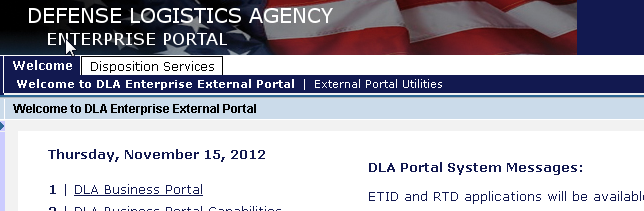 DEFENSE LOGISTICS AGENCY
ENTERPRISE PORTAL
Welcome Disposition Services
Welcome to DLA Enterprise External Portal | External Portal Utilities
Welcome to DLA Enterprise External Portal
Thursday, November 15, 2012
DLA Portal System Messages:
1 | DLA Business Portal
ETID and RTD applications will be available
2 | DLA Business Portal Capabilities